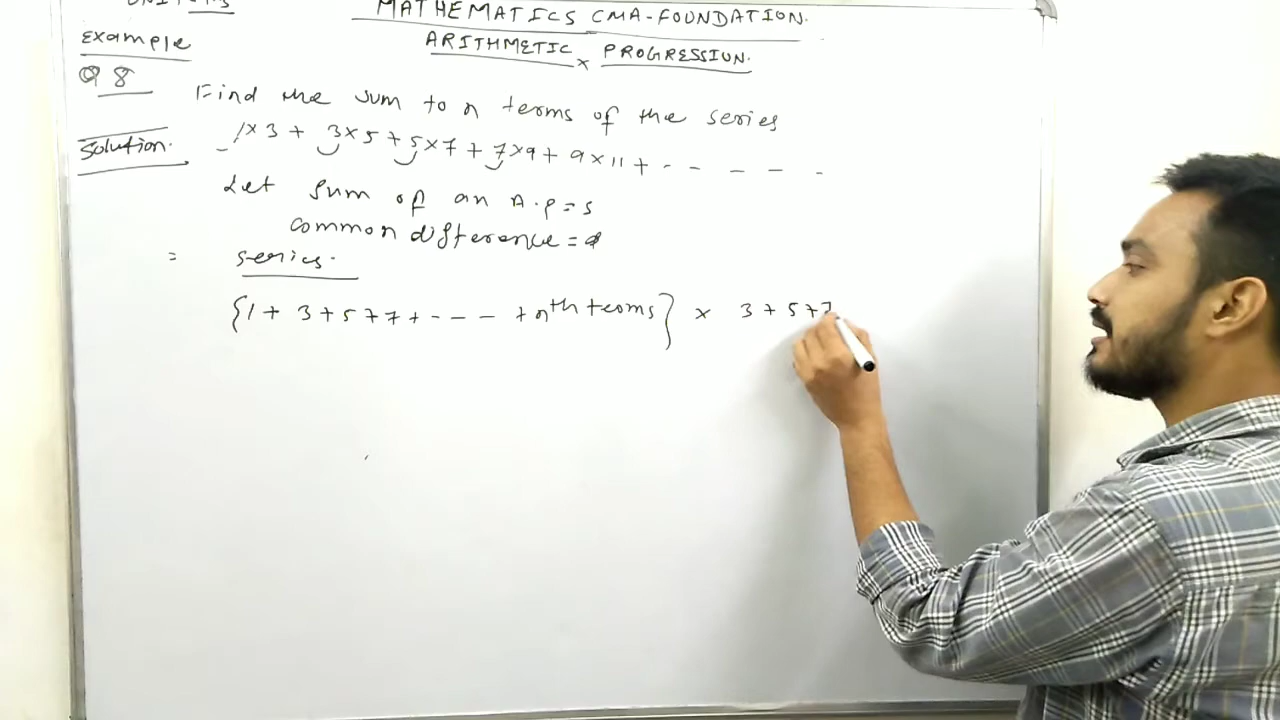 MATHEMATICS CMA-FOUNDATION.
ARITHMETIC PROGRESSION.
Example
Q 8
Find the sum to n terms of the series
Solution.
1×3 + 3×5 + 5×7 + 7×9 + 9×11 + - - - - -
Let sum of an A.P = S
common difference = d
= series.
{1 + 3 + 5 + 7 + - - - + nth terms} × 3 + 5 + 7